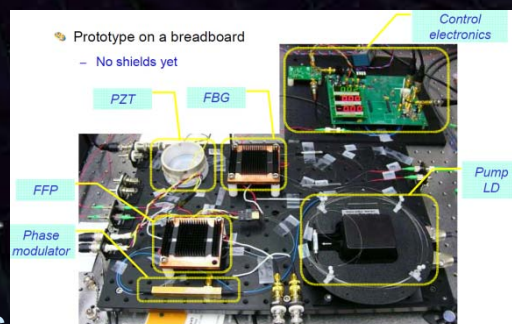 Prototype on a breadboard
– No shields yet
Control
electronics
PZT
FBG
FFP
Pump
LD
Phase
modulator